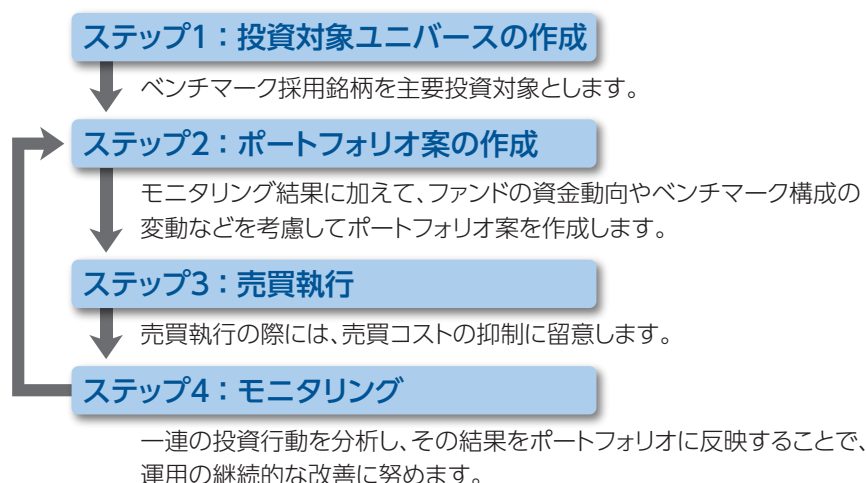 ステップ1：投資対象ユニバースの作成
ベンチマーク採用銘柄を主要投資対象とします。
ステップ2：ポートフォリオ案の作成
モニタリング結果に加えて、ファンドの資金動向やベンチマーク構成の
変動などを考慮してポートフォリオ案を作成します。
ステップ3：売買執行
売買執行の際には、売買コストの抑制に留意します。
ステップ4：モニタリング
一連の投資行動を分析し、その結果をポートフォリオに反映することで、
運用の継続的な改善に努めます。